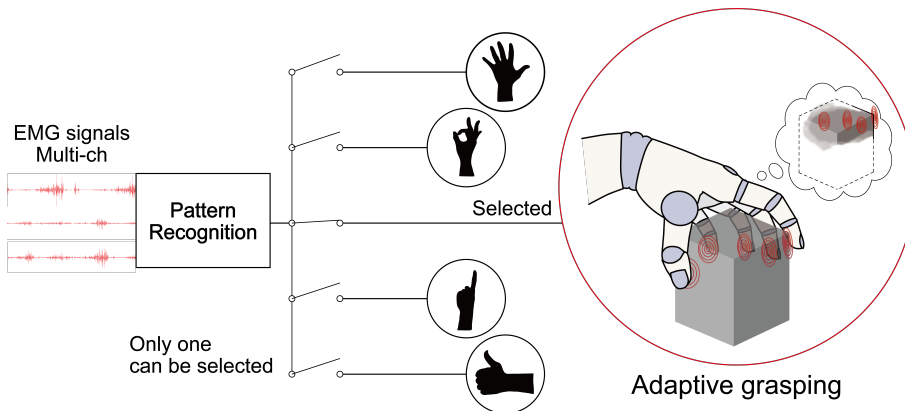 EMG signals
Multi-ch
Pattern
Recognition
Selected
Only one
can be selected
Adaptive grasping